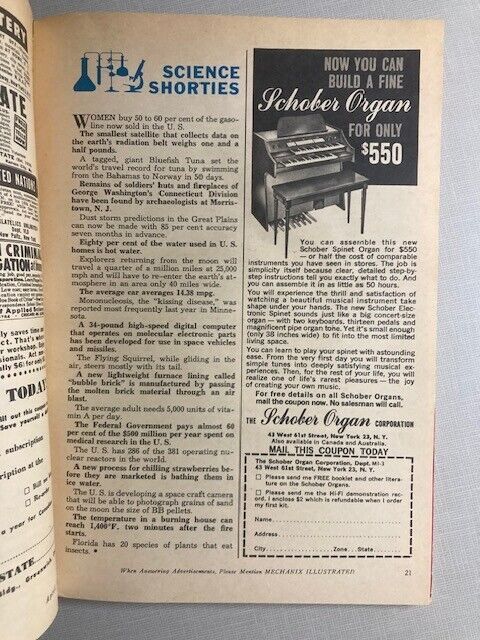 SCIENCE
SHORTIES
WOMEN buy 50 to 60 per cent of the gaso-
line now sold in the U. S.
The smallest satellite that collects data on
the earth's radiation belt weighs one and a
half pounds.
A tagged, giant Bluefish Tuna set the
world's travel record for tuna by swimming
from the Bahamas to Norway in 50 days.
Remains of soldiers' huts and fireplaces of
George Washington's Connecticut Division
have been found by archaeologists at Morris-
town, N. J.
Dust storm predictions in the Great Plains
can now be made with 85 per cent accuracy
seven months in advance.
Eighty per cent of the water used in U. S.
homes is hot water.
Explorers returning from the moon will
travel a quarter of a million miles at 25,000
mph and will have to re-enter the earth's at-
mosphere in an area only 40 miles wide.
The average car averages 14.38 mpg.
Mononucleosis, the "kissing disease," was
reported most frequently last year in Minne-
sota.
A 34-pound high-speed digital computer
that operates on molecular electronic parts
has been developed for use in space vehicles
and missiles.
The Flying Squirrel, while gliding in the
air, steers mostly with its tail.
A new lightweight furnace lining called
"bubble brick" is manufactured by passing
the molten brick material through an air
blast.
The average adult needs 5,000 units of vita-
min A per day.
The Federal Government pays almost 60
per cent of the $500 million per year spent on
medical research in the U. S.
The U.S. has 286 of the 381 operating nu-
clear reactors in the world.
A new process for chilling strawberries be-
fore they are marketed is bathing them in
ice water.
The U.S. is developing a space craft camera
that will be able to photograph grains of sand
on the moon the size of BB pellets.
The temperature in a burning house can
reach 1,400°F. two minutes after the fire
starts.
Florida has 20 species of plants that eat
insects. •
NOW YOU CAN
BUILD A FINE
Schober Organ
FOR ONLY
$550
You can assemble this new
Schober Spinet Organ for $550
— or half the cost of comparable
instruments you have seen in stores. The job is
simplicity itself because clear, detailed step-by-
step instructions tell you exactly what to do. And
you can assemble it in as little as 50 hours.
You will experience the thrill and satisfaction of
watching a beautiful musical instrument take
shape under your hands. The new Schober Elec-
tronic Spinet sounds just like a big concert-size
organ — with two keyboards, thirteen pedals and
magnificent pipe organ tone. Yet it's small enough
(only 38 inches wide) to fit into the most limited
living space.
You can learn to play your spinet with astounding
ease. From the very first day you will transform
simple tunes into deeply satisfying musical ex-
periences. Then, for the rest of your life, you will
realize one of life's rarest pleasures — the joy
of creating your own music.
For free details on all Schober Organs,
mail the coupon now. No salesman will call.
THE Schober Organ CORPORATION
43 West 61st Street, New York 23, N. Y.
Also available in Canada and Australia.
MAIL THIS COUPON TODAY
The Schober Organ Corporation, Dept. MI-3
43 West 61st Street, New York 23, N. Y.
Please send me FREE booklet and other litera-
ture on the Schober Organs.
Please send me the Hi-Fi demonstration rec-
ord. I enclose $2 which is refundable when I order
my first kit.
Name
Address
City Zone State
When Answering Advertisements, Please Mention MECHANIX ILLUSTRATED
21